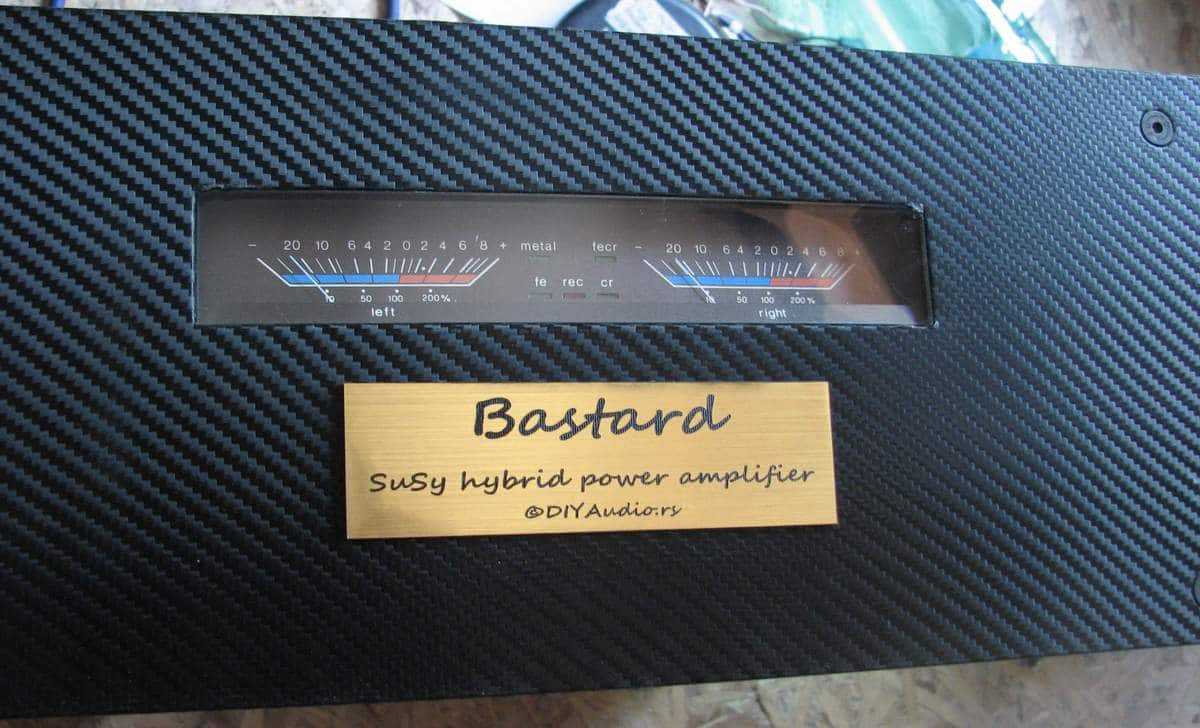 - 20 10 6 4 2 0 2 4 6 8 + metal fecr - 20 10 6 4 2 0 2 4 6 8 +
fe rec cr
10 50 100 200% 10 50 100 200%
left right
Bastard
SuSy hybrid power amplifier
©DIYAudio.rs